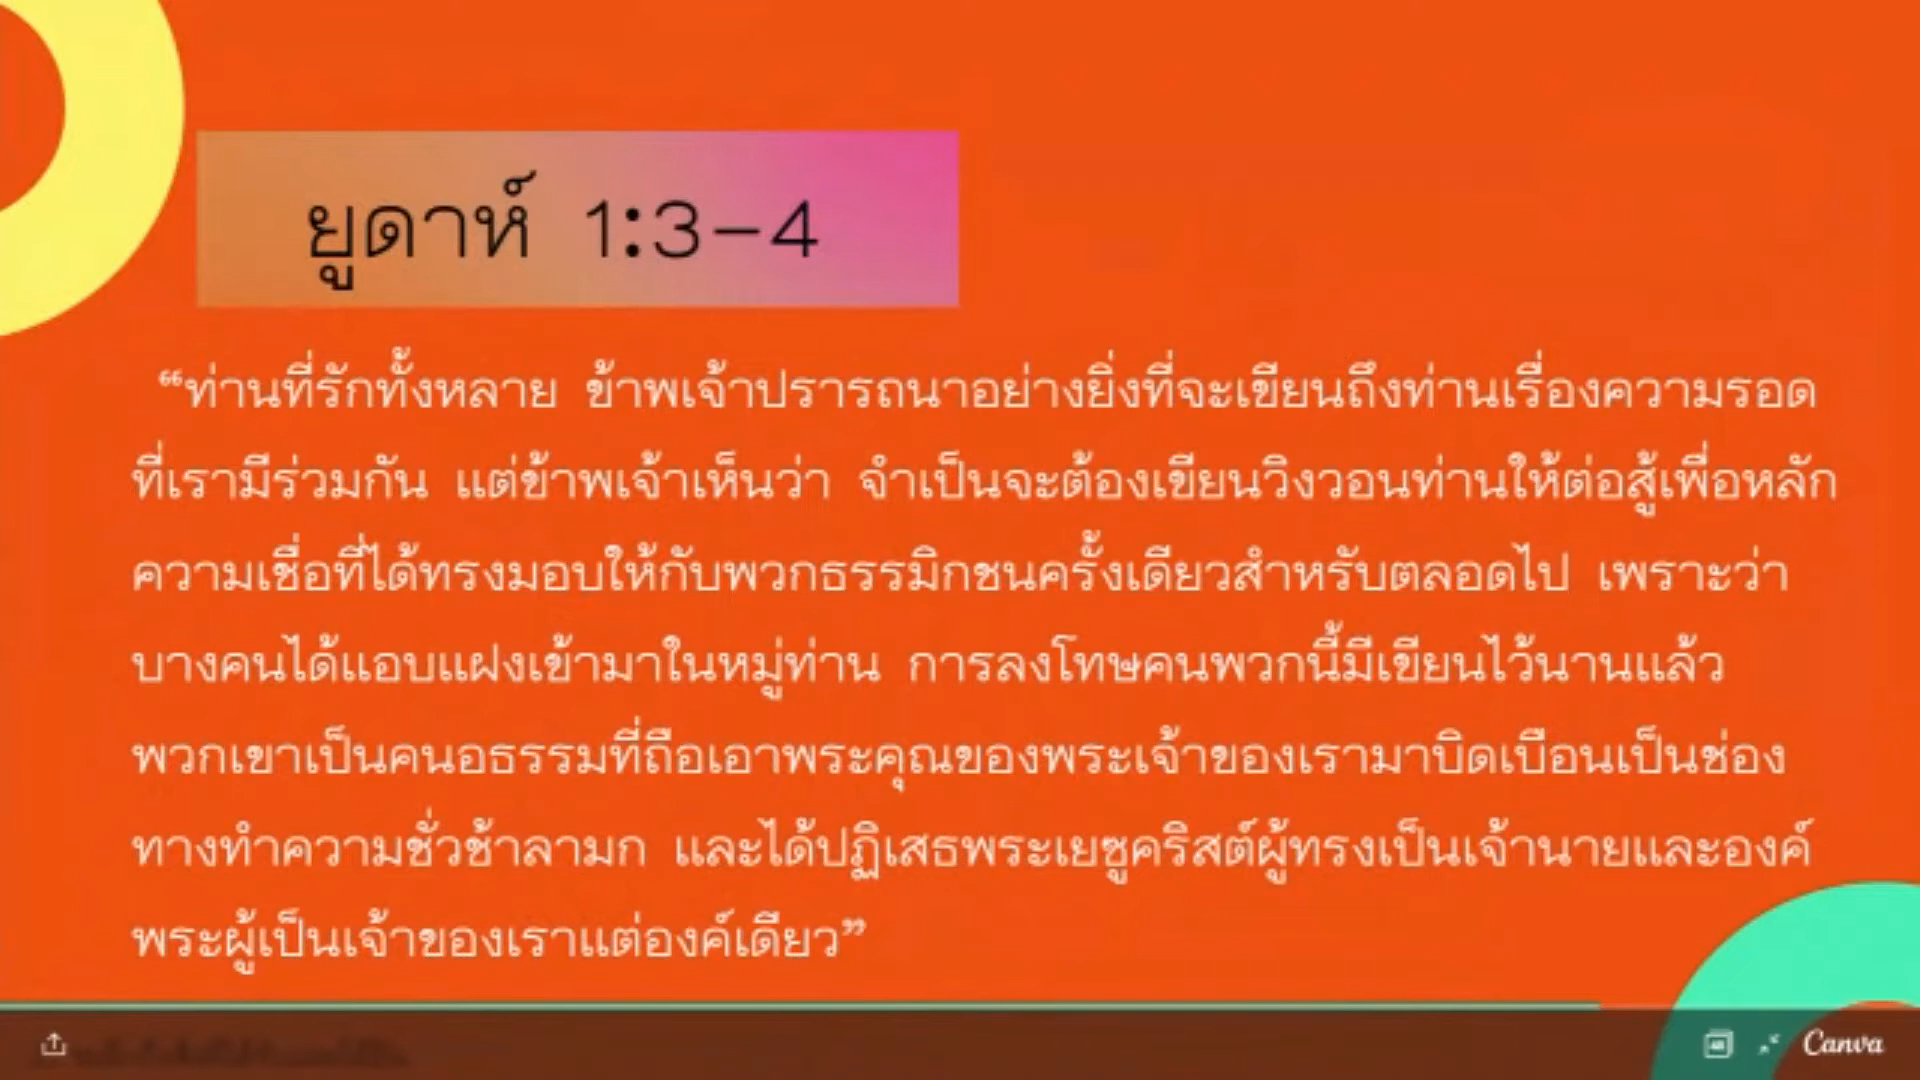 ยูดาห์ 1:3-4
“ท่านที่รักทั้งหลาย ข้าพเจ้าปรารถนาอย่างยิ่งที่จะเขียนถึงท่านเรื่องความรอด
ที่เรามีร่วมกัน แต่ข้าพเจ้าเห็นว่า จำเป็นจะต้องเขียนวิงวอนท่านให้ต่อสู้เพื่อหลัก
ความเชื่อที่ได้ทรงมอบให้กับพวกธรรมิกชนครั้งเดียวสำหรับตลอดไป เพราะว่า
บางคนได้แอบแฝงเข้ามาในหมู่ท่าน การลงโทษคนพวกนี้มีเขียนไว้นานแล้ว
พวกเขาเป็นคนอธรรมที่ถือเอาพระคุณของพระเจ้าของเรามาบิดเบือนเป็นช่อง
ทางทำความชั่วช้าลามก และได้ปฏิเสธพระเยซูคริสต์ผู้ทรงเป็นเจ้านายและองค์
พระผู้เป็นเจ้าของเราแต่องค์เดียว”
Canva